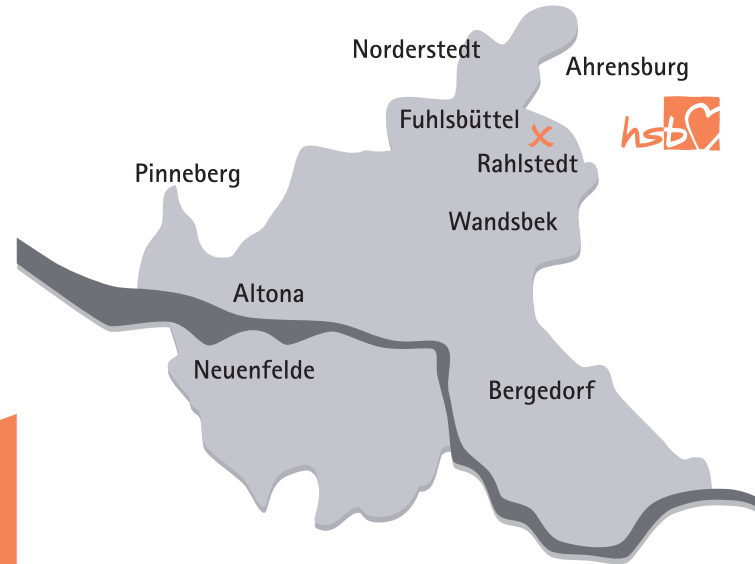 Norderstedt
Ahrensburg
Fuhlsbüttel
hsb
Rahlstedt
Pinneberg
Wandsbek
Altona
Neuenfelde
Bergedorf